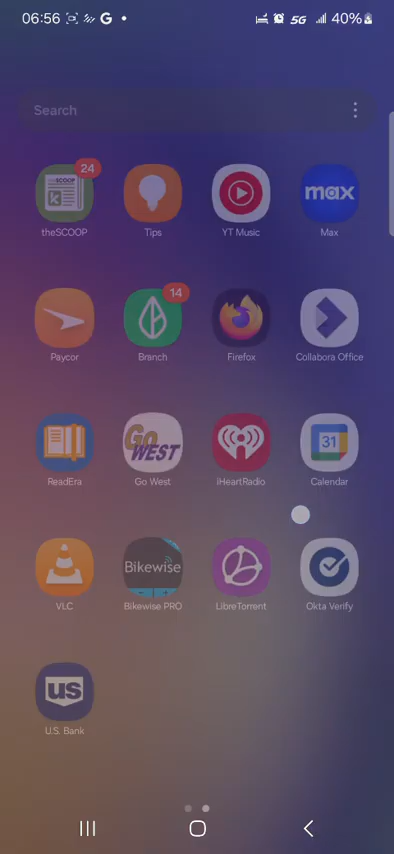 06:56 G 5G 40%
Search
24
theSCOOP
k
max
theSCOOP Tips YT Music Max
14
Paycor Branch Firefox Collabora Office
GO WEST
31
ReadEra Go West iHeartRadio Calendar
Bikewise
VLC Bikewise PRO LibreTorrent Okta Verify
us
U.S. Bank